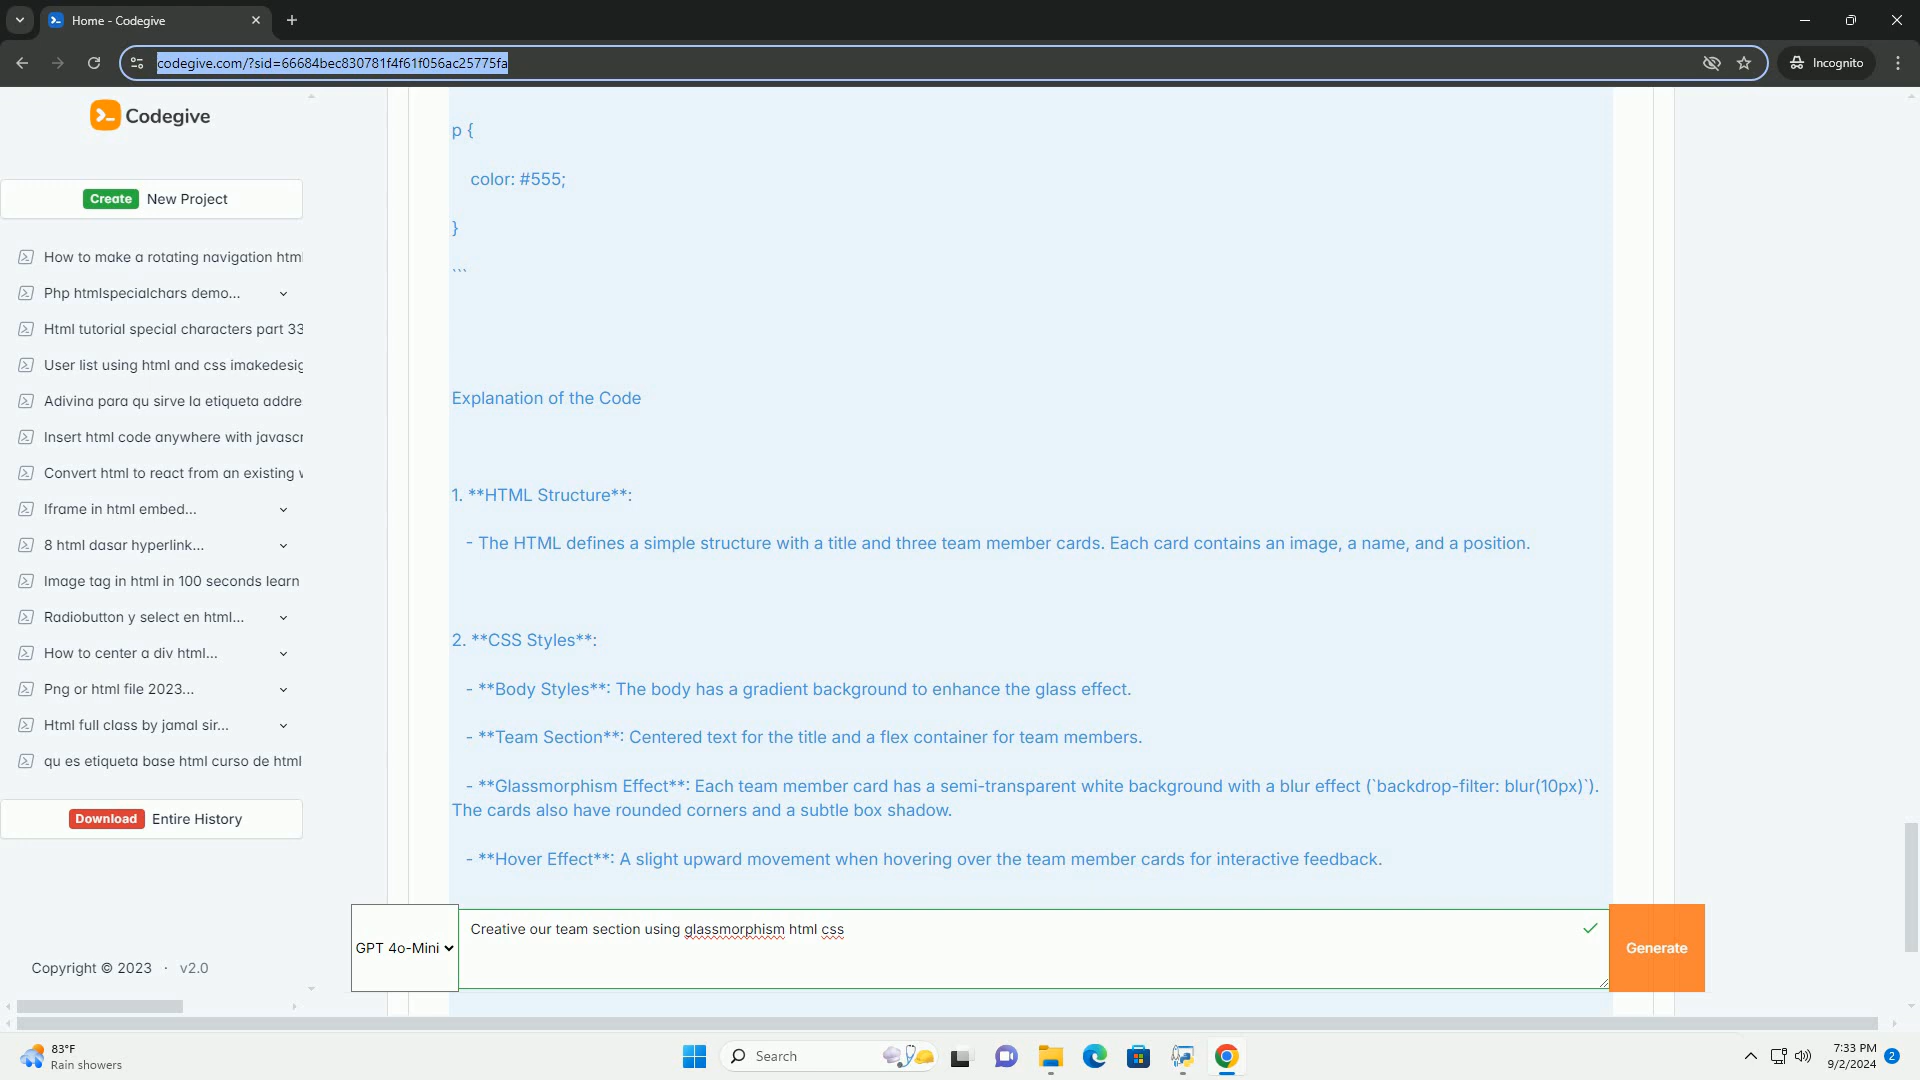 Home - Codegive
codegive.com/?sid=66684bec830781f4f61f056ac25775fa
Incognito
Codegive
Create New Project
How to make a rotating navigation html
Php htmlspecialchars demo...
Html tutorial special characters part 33
User list using html and css imakedesig
Adivina para qu sirve la etiqueta addre
Insert html code anywhere with javascr
Convert html to react from an existing w
Iframe in html embed...
8 html dasar hyperlink...
Image tag in html in 100 seconds learn
Radiobutton y select en html...
How to center a div html...
Png or html file 2023...
Html full class by jamal sir...
qu es etiqueta base html curso de html
Download Entire History
Copyright © 2023 · v2.0
p {
color: #555;
}
```
Explanation of the Code
1. **HTML Structure**:
- The HTML defines a simple structure with a title and three team member cards. Each card contains an image, a name, and a position.
2. **CSS Styles**:
- **Body Styles**: The body has a gradient background to enhance the glass effect.
- **Team Section**: Centered text for the title and a flex container for team members.
- **Glassmorphism Effect**: Each team member card has a semi-transparent white background with a blur effect (`backdrop-filter: blur(10px)`).
The cards also have rounded corners and a subtle box shadow.
- **Hover Effect**: A slight upward movement when hovering over the team member cards for interactive feedback.
GPT 4o-Mini
Creative our team section using glassmorphism html css
Generate
83°F
Rain showers
Search
7:33 PM
9/2/2024
2